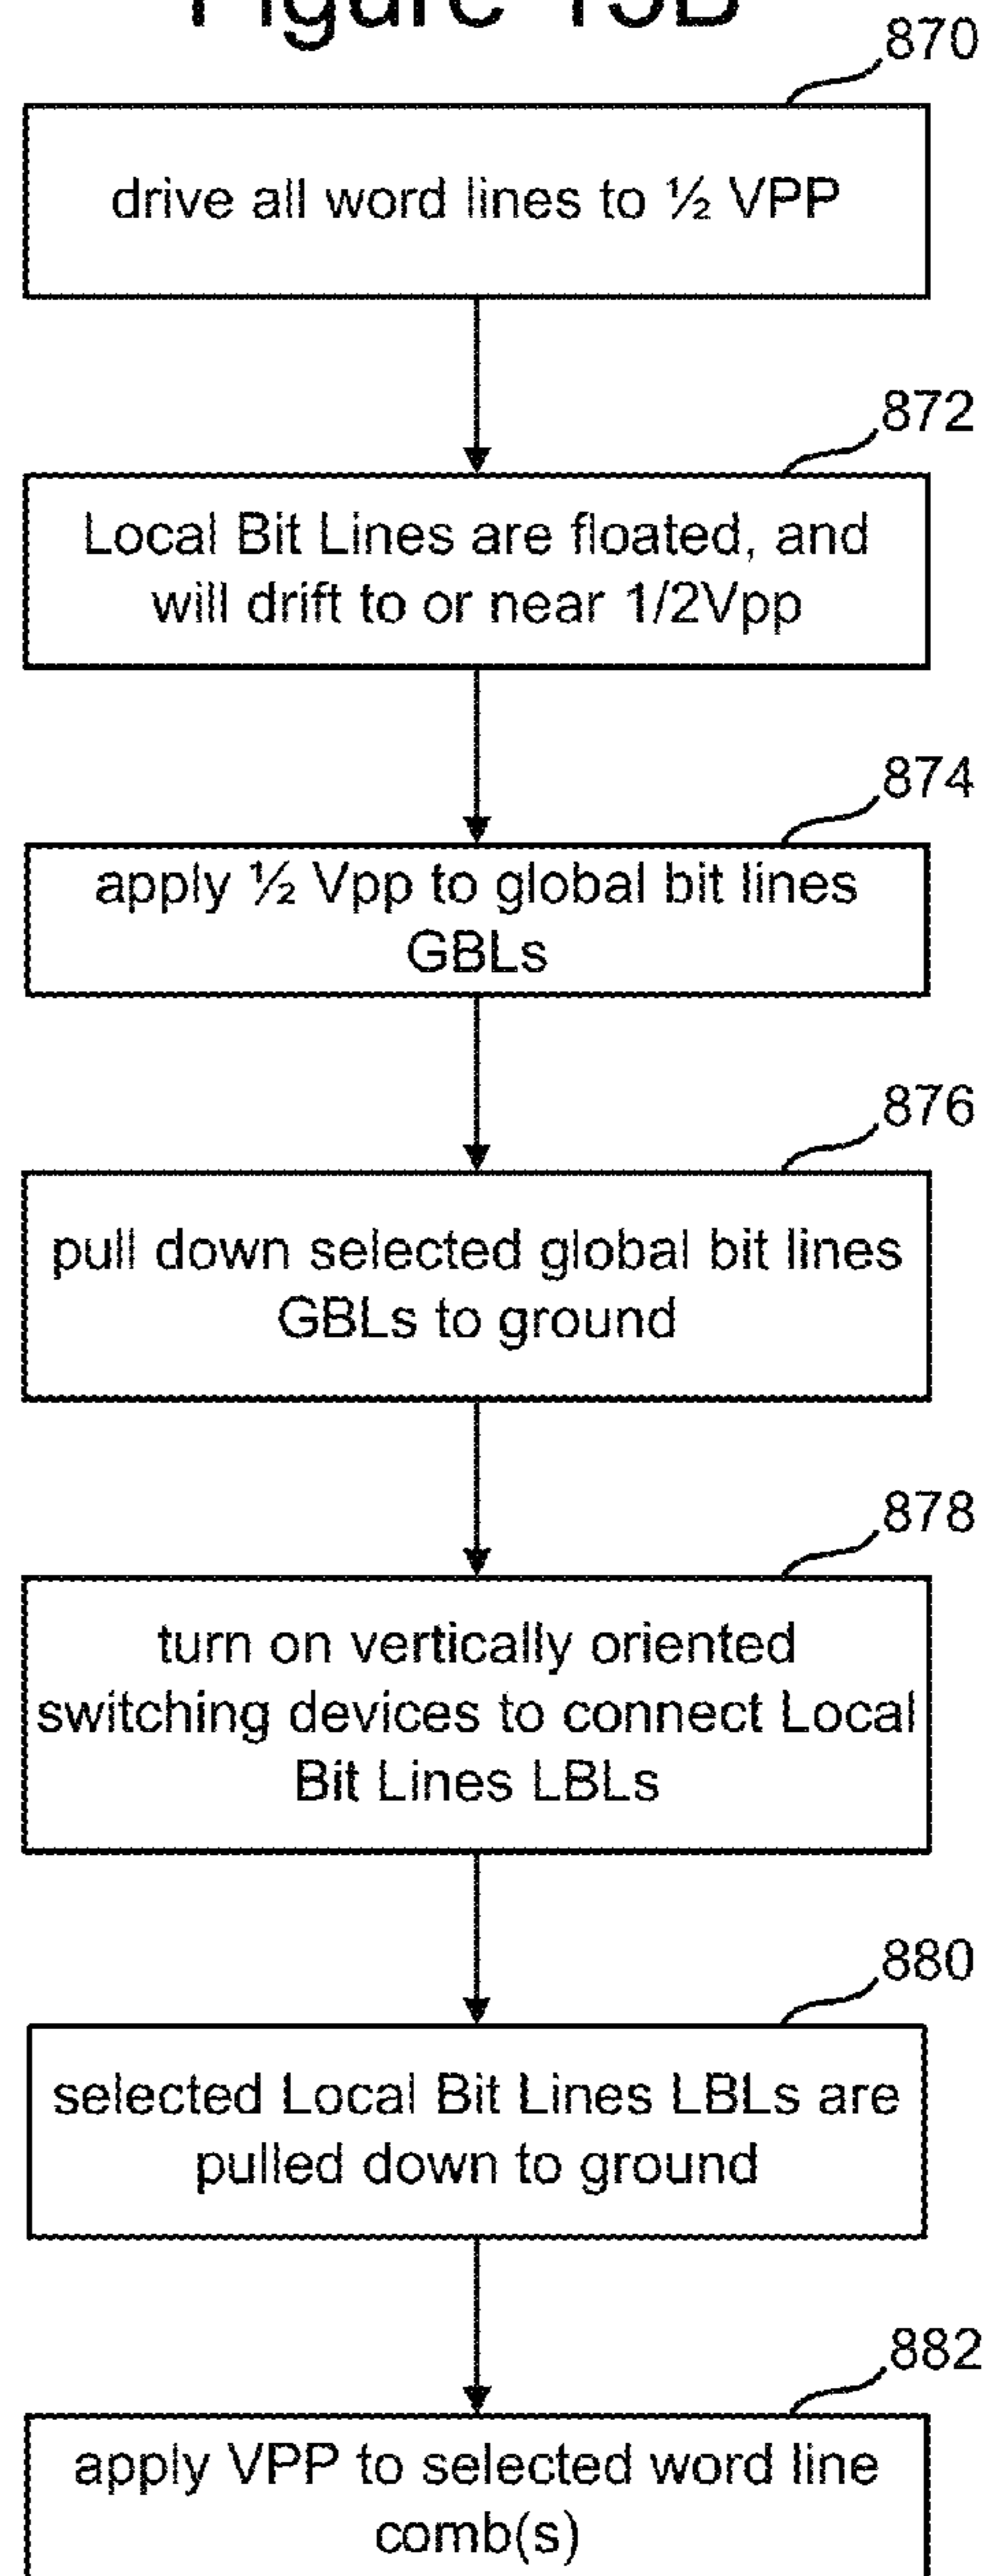 Figure 15B
870
drive all word lines to ½ VPP
872
Local Bit Lines are floated, and
will drift to or near 1/2Vpp
874
apply ½ Vpp to global bit lines
GBLs
876
pull down selected global bit lines
GBLs to ground
878
turn on vertically oriented
switching devices to connect Local
Bit Lines LBLs
880
selected Local Bit Lines LBLs are
pulled down to ground
882
apply VPP to selected word line
comb(s)